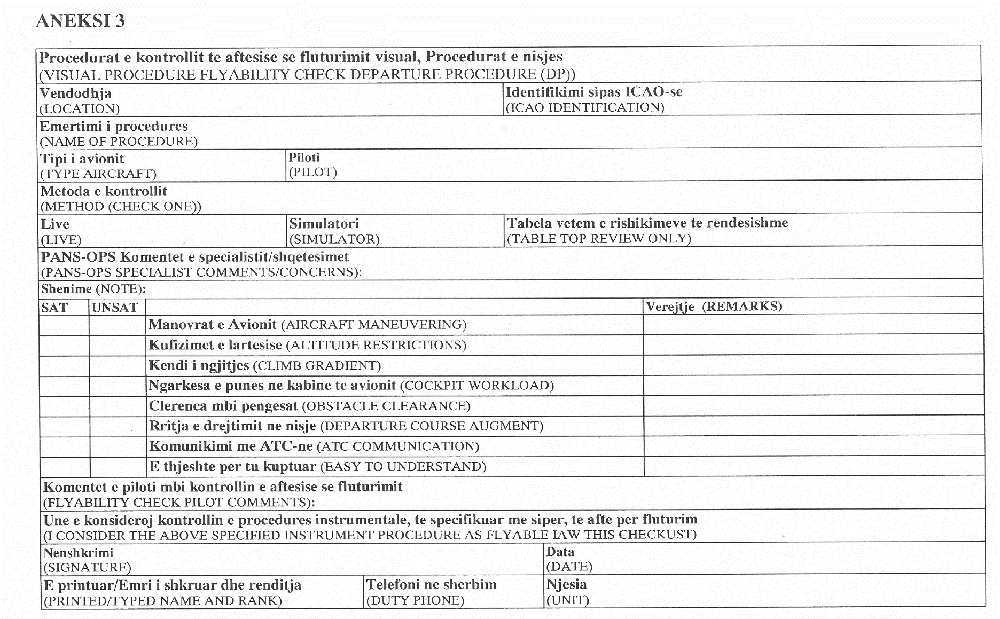 ANEKSI 3
Procedurat e kontrollit te aftesise se fluturimit visual, Procedurat e nisjes
(VISUAL PROCEDURE FLYABILITY CHECK DEPARTURE PROCEDURE (DP))
Vendodhja
(LOCATION)
Identifikimi sipas ICAO-se
(ICAO IDENTIFICATION)
Emertimi i procedures
(NAME OF PROCEDURE)
Tipi i avionit
(TYPE AIRCRAFT)
Piloti
(PILOT)
Metoda e kontrollit
(METHOD (CHECK ONE))
Live
(LIVE)
Simulatori
(SIMULATOR)
Tabela vetem e rishikimeve te rendesishme
(TABLE TOP REVIEW ONLY)
PANS-OPS Komentet e specialistit/shqetesimet
(PANS-OPS SPECIALIST COMMENTS/CONCERNS):
Shenime (NOTE):
SAT UNSAT Verejtje (REMARKS)
Manovrat e Avionit (AIRCRAFT MANEUVERING)
Kufizimet e lartesise (ALTITUDE RESTRICTIONS)
Kendi i ngjitjes (CLIMB GRADIENT)
Ngarkesa e punes ne kabine te avionit (COCKPIT WORKLOAD)
Clerenca mbi pengesat (OBSTACLE CLEARANCE)
Rritja e drejtimit ne nisje (DEPARTURE COURSE AUGMENT)
Komunikimi me ATC-ne (ATC COMMUNICATION)
E thjeshte per tu kuptuar (EASY TO UNDERSTAND)
Komentet e piloti mbi kontrollin e aftesise se fluturimit
(FLYABILITY CHECK PILOT COMMENTS):
Une e konsideroj kontrollin e procedures instrumentale, te specifikuar me siper, te afte per fluturim
(I CONSIDER THE ABOVE SPECIFIED INSTRUMENT PROCEDURE AS FLYABLE IAW THIS CHECKUST)
Nenshkrimi
(SIGNATURE)
Data
(DATE)
E printuar/Emri i shkruar dhe renditja
(PRINTED/TYPED NAME AND RANK)
Telefoni ne sherbim
(DUTY PHONE)
Njesia
(UNIT)